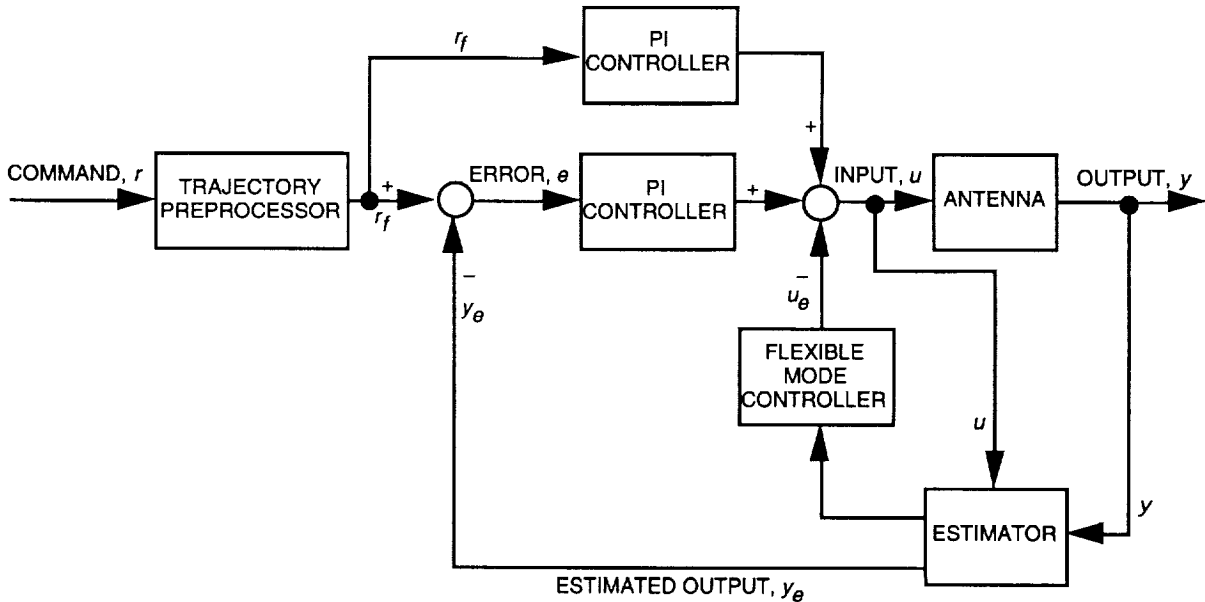 r_f
PI
CONTROLLER
+
COMMAND, r
TRAJECTORY
PREPROCESSOR
+
r_f
ERROR, e
PI
CONTROLLER
+
INPUT, u
ANTENNA
OUTPUT, y
−
y_e
−
u_e
FLEXIBLE
MODE
CONTROLLER
u
y
ESTIMATOR
ESTIMATED OUTPUT, y_e